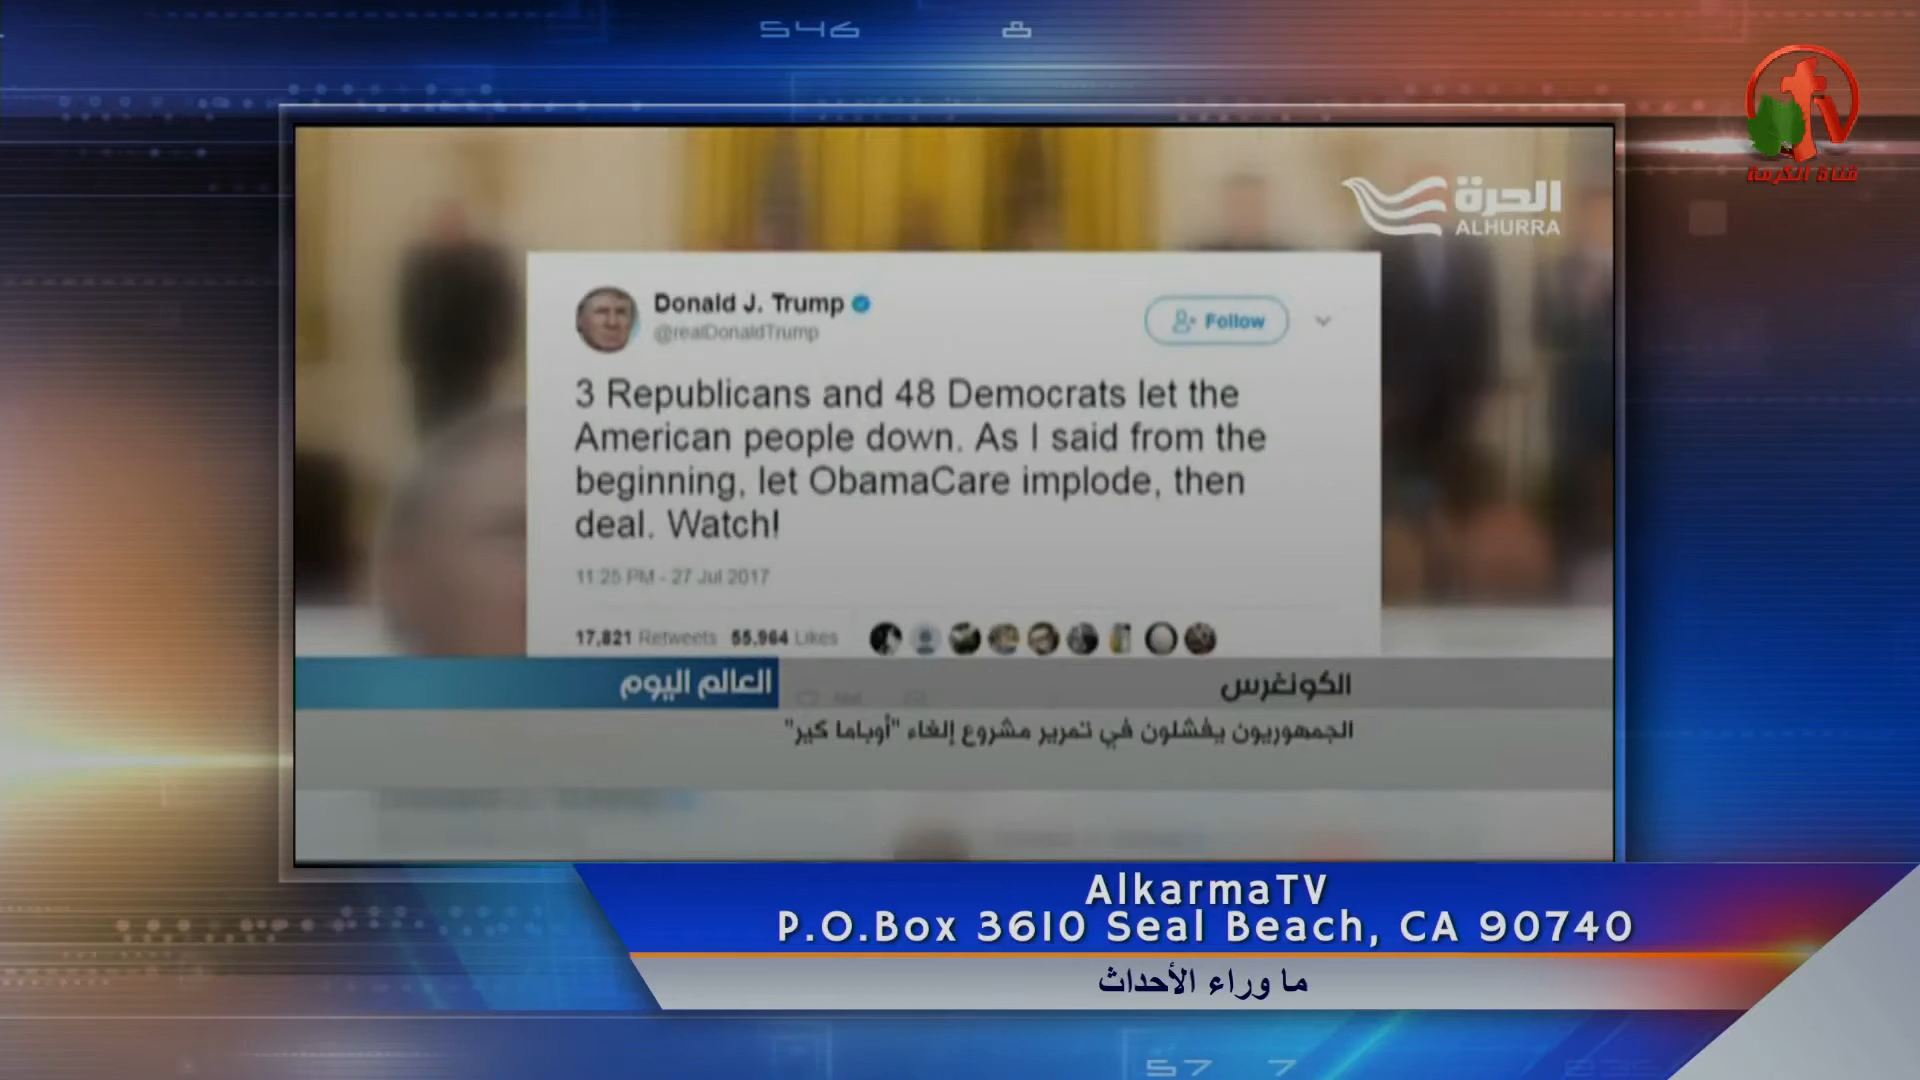 546
قناة الكرمة
الحرة
ALHURRA
Donald J. Trump
@realDonaldTrump
Follow
3 Republicans and 48 Democrats let the
American people down. As I said from the
beginning, let ObamaCare implode, then
deal. Watch!
11:25 PM - 27 Jul 2017
17,821 Retweets 55,964 Likes
الكونغرس
العالم اليوم
الجمهوريون يفشلون في تمرير مشروع إلغاء "أوباما كير"
AlkarmaTV
P.O.Box 3610 Seal Beach, CA 90740
ما وراء الأحداث
57 7